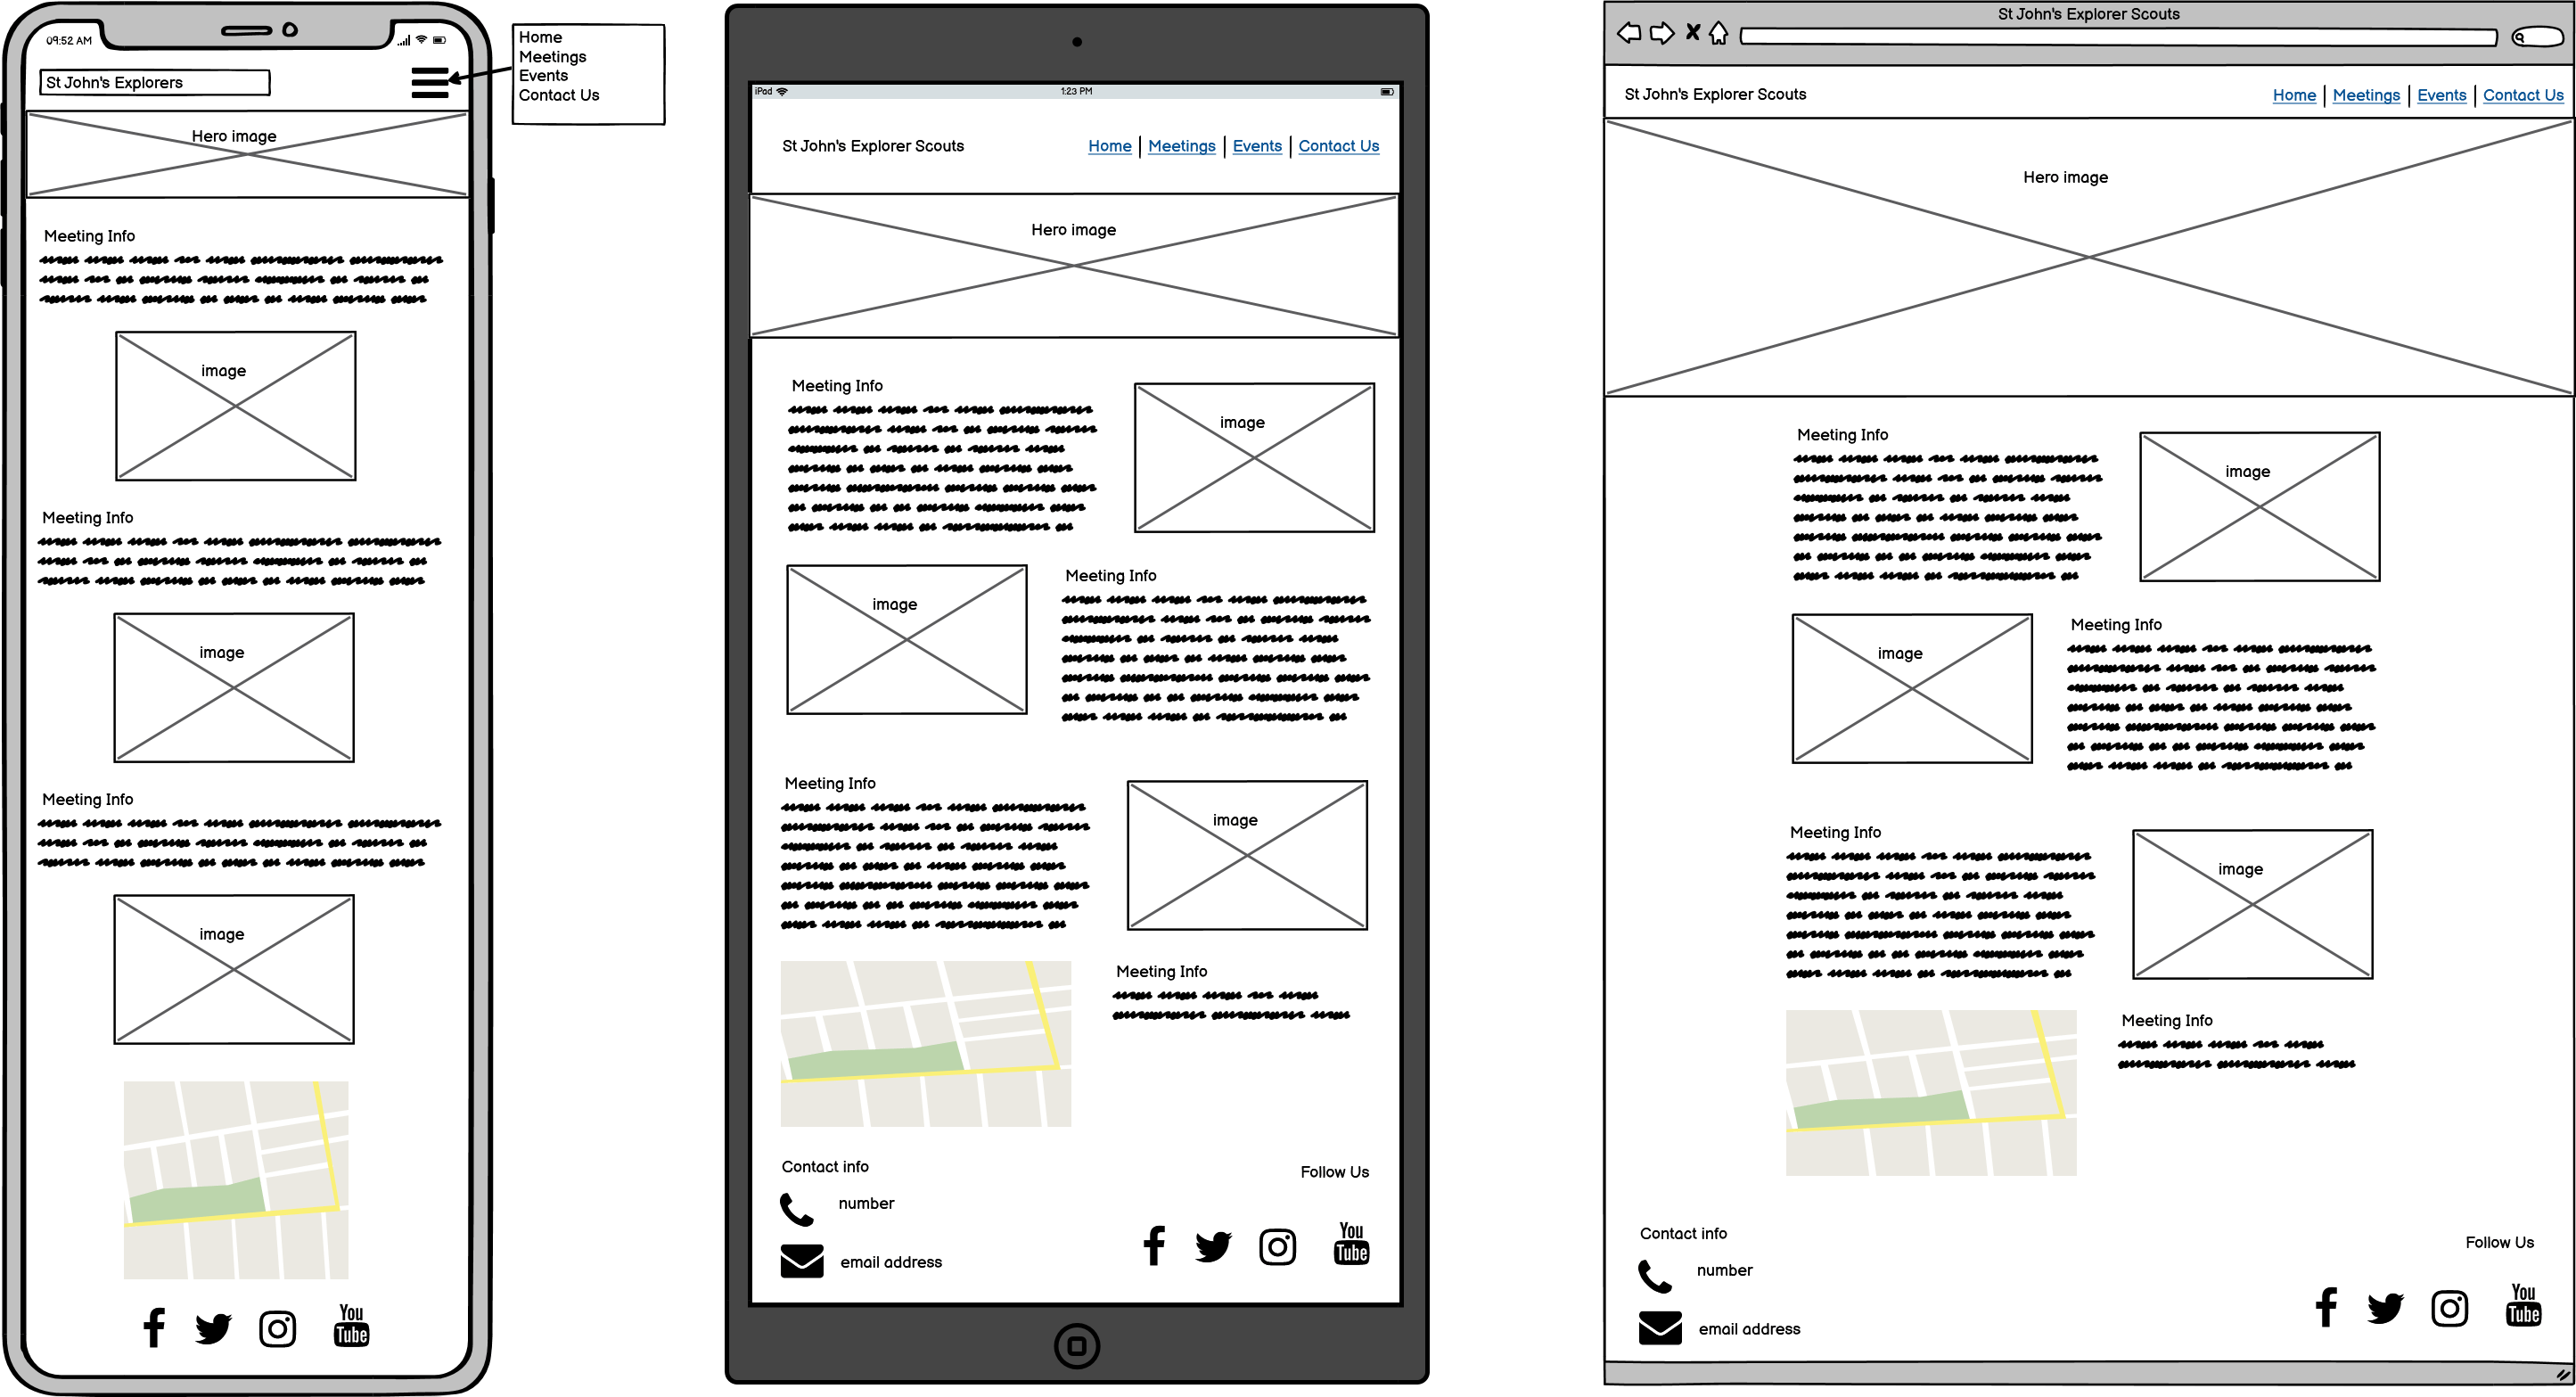 09:52 AM
St John's Explorers
Home
Meetings
Events
Contact Us
Hero image
Meeting Info
image
Meeting Info
image
Meeting Info
image
You
Tube
iPad
1:23 PM
St John's Explorer Scouts
Home | Meetings | Events | Contact Us
Hero image
Meeting Info
image
image
Meeting Info
Meeting Info
image
Meeting Info
Contact info
Follow Us
number
email address
You
Tube
St John's Explorer Scouts
St John's Explorer Scouts
Home | Meetings | Events | Contact Us
Hero image
Meeting Info
image
image
Meeting Info
Meeting Info
image
Meeting Info
Contact info
Follow Us
number
email address
You
Tube